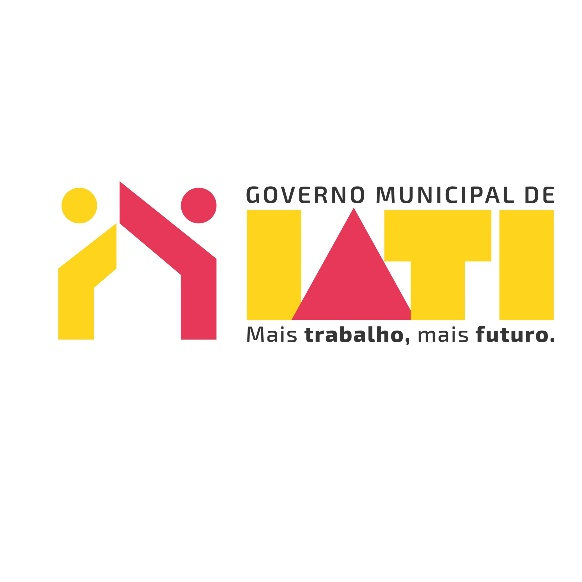 GOVERNO MUNICIPAL DE
IATI
Mais trabalho, mais futuro.